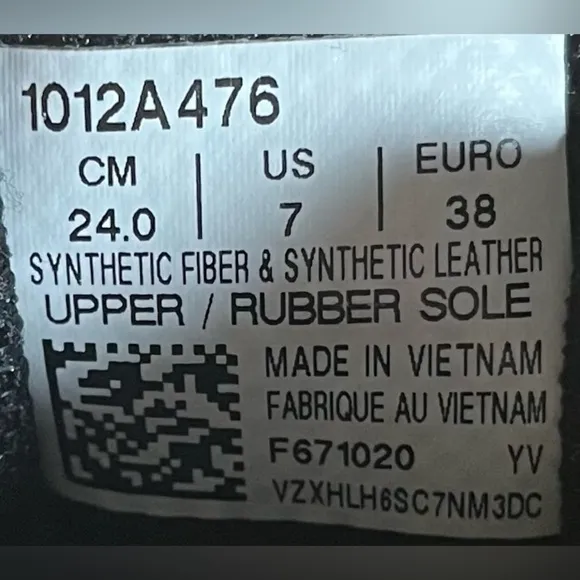 1012A476
CM | US | EURO
24.0 | 7 | 38
SYNTHETIC FIBER & SYNTHETIC LEATHER
UPPER / RUBBER SOLE
MADE IN VIETNAM
FABRIQUE AU VIETNAM
F671020 YV
VZXHLH6SC7NM3DC